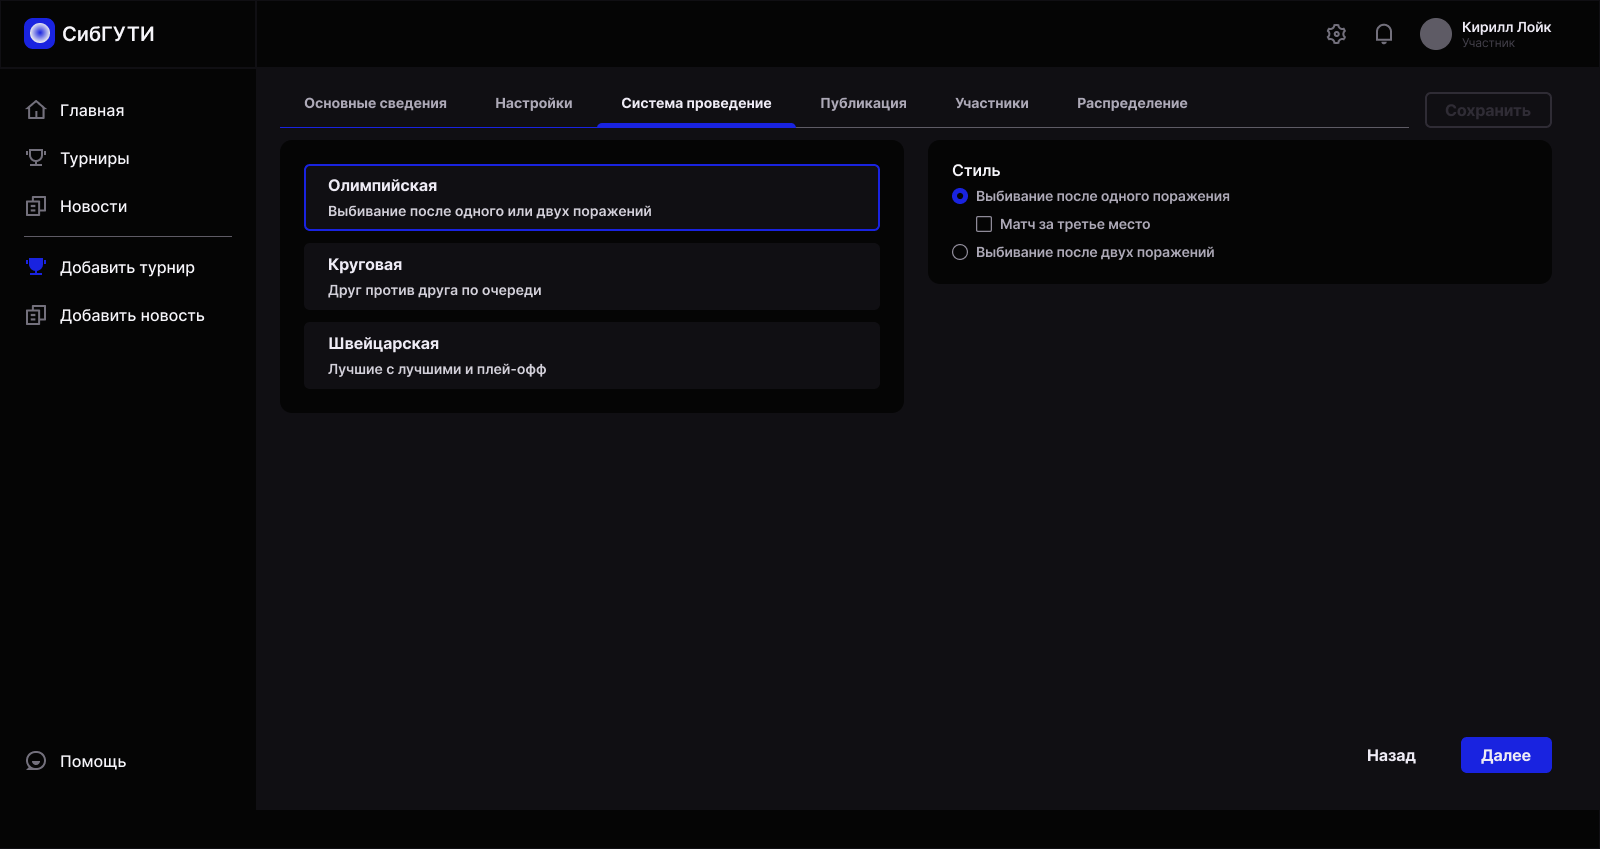 СибГУТИ
Кирилл Лойк
Участник
Главная
Турниры
Новости
Добавить турнир
Добавить новость
Помощь
Основные сведения
Настройки
Система проведение
Публикация
Участники
Распределение
Сохранить
Олимпийская
Выбивание после одного или двух поражений
Круговая
Друг против друга по очереди
Швейцарская
Лучшие с лучшими и плей-офф
Стиль
Выбивание после одного поражения
Матч за третье место
Выбивание после двух поражений
Назад
Далее